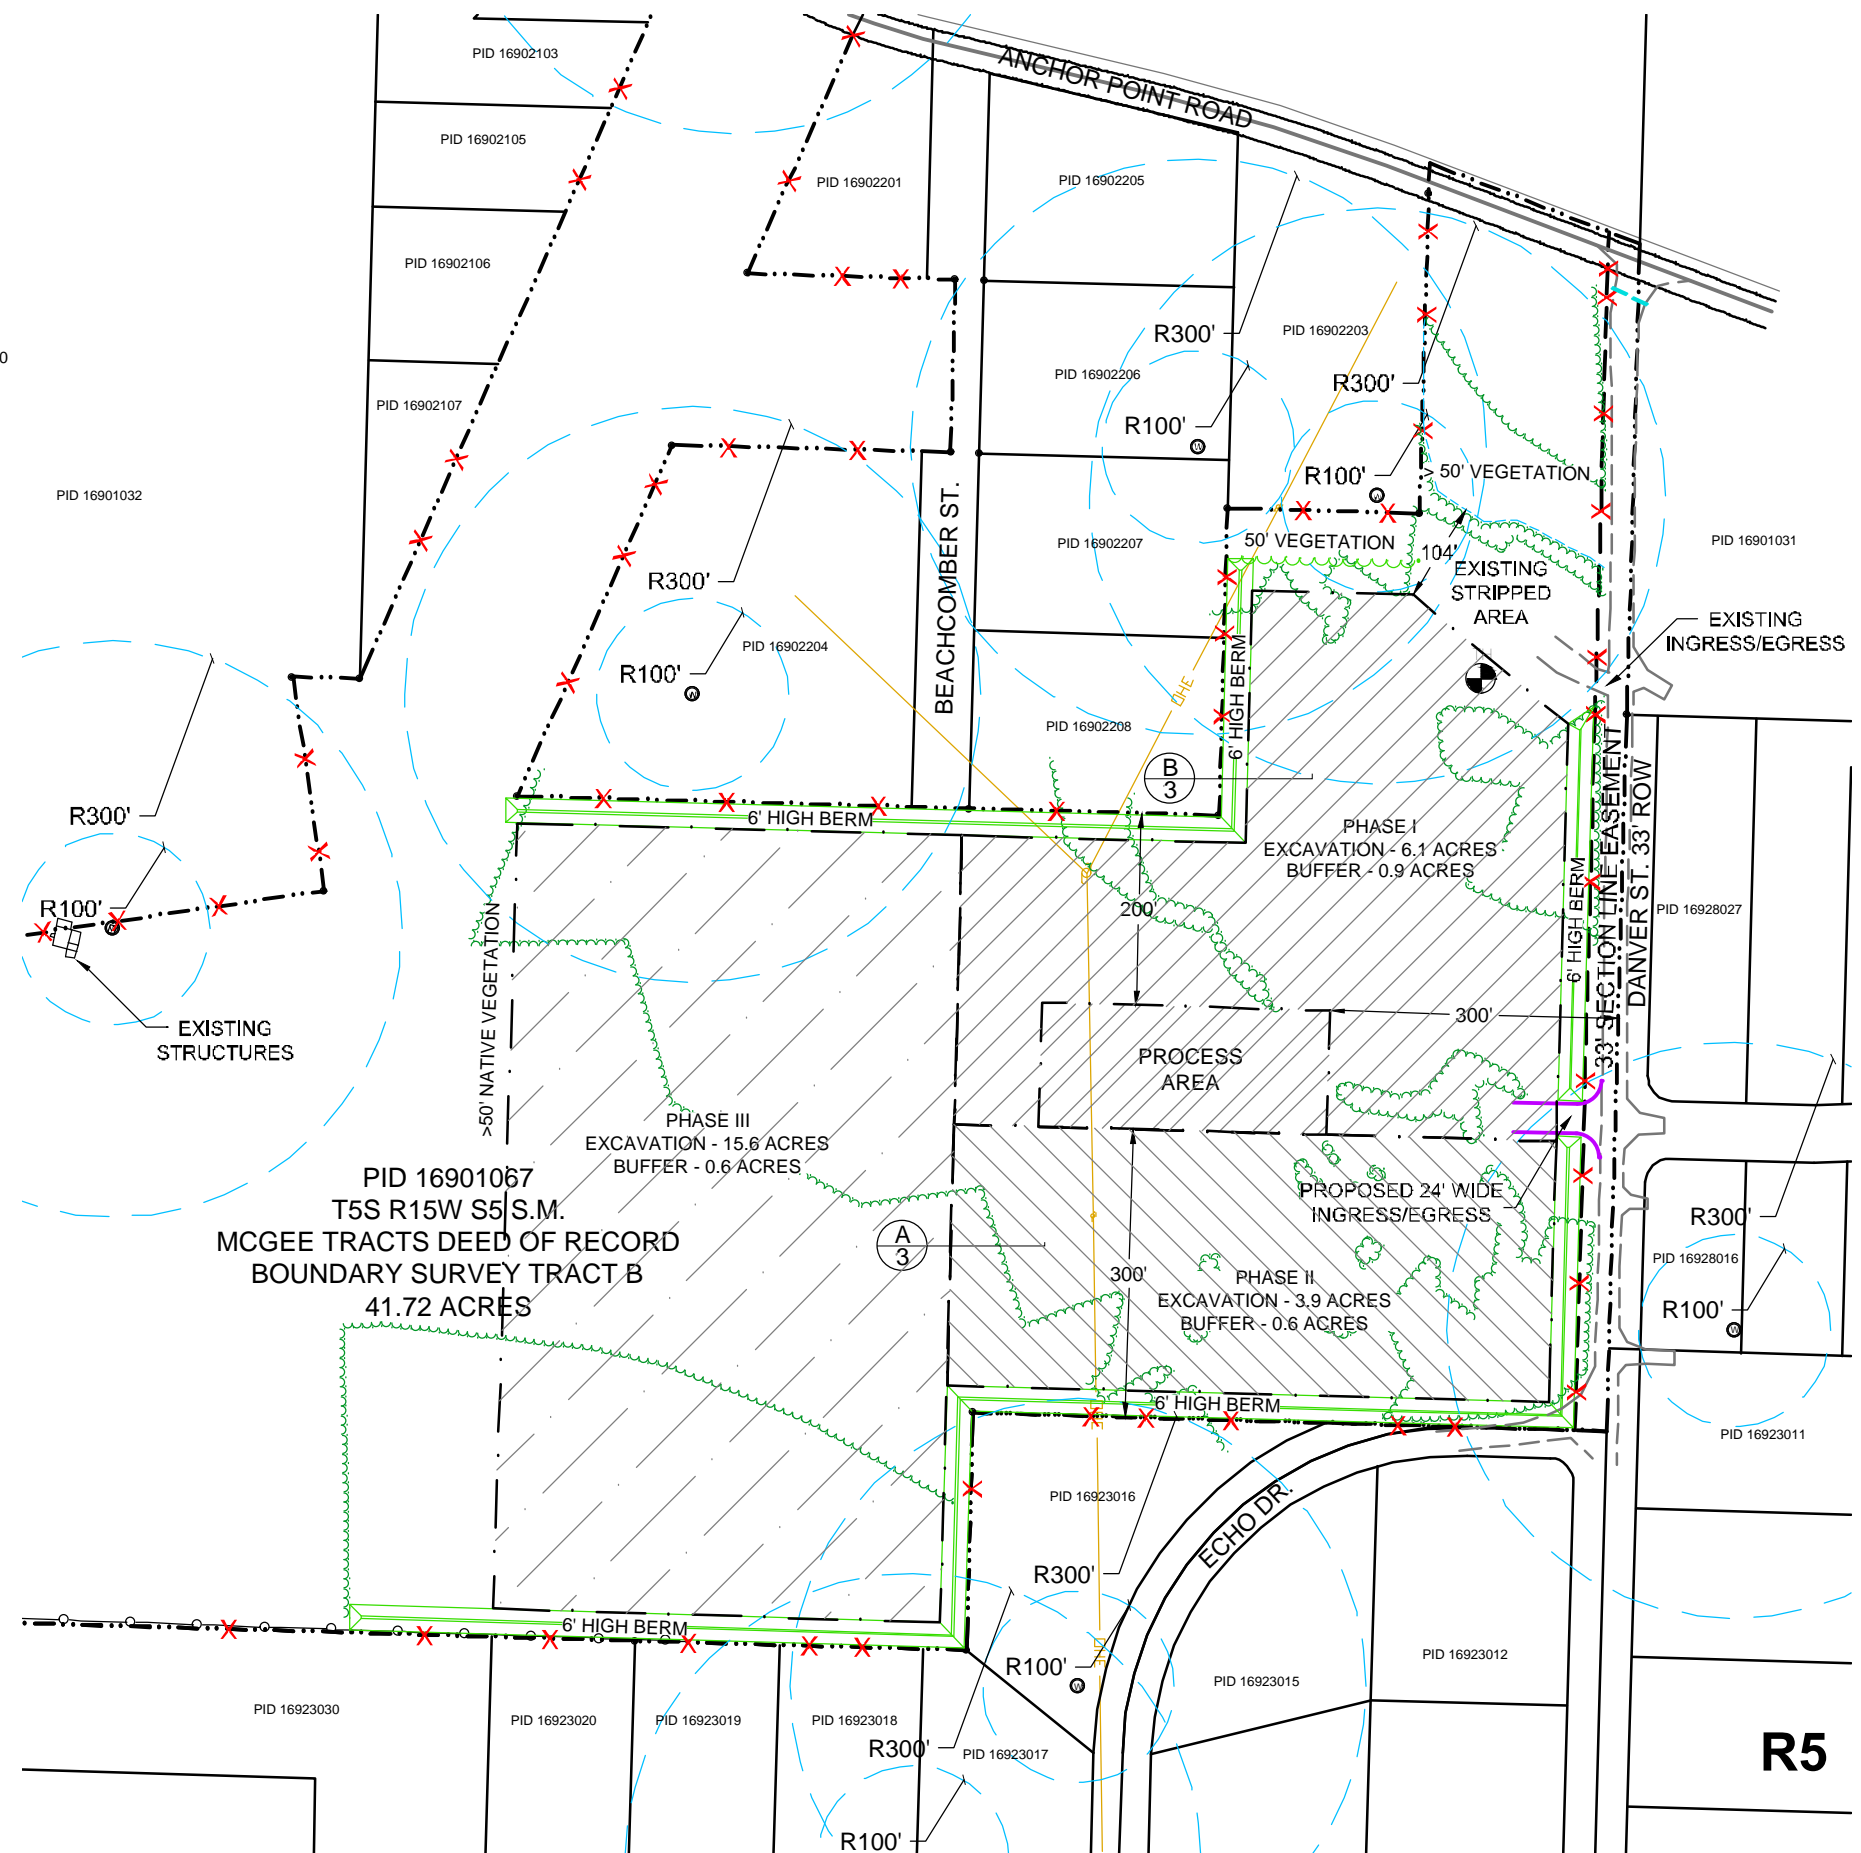 PID 16902103
ANCHOR POINT ROAD
PID 16902105
PID 16902201
PID 16902205
PID 16902106
R300'
PID 16902203
0
PID 16902206
R300'
PID 16902107
R100'
R100'
> 50' VEGETATION
PID 16901032
BEACHCOMBER ST.
PID 16902207
50' VEGETATION
104'
PID 16901031
EXISTING
STRIPPED
AREA
R300'
EXISTING
INGRESS/EGRESS
PID 16902204
R100'
6' HIGH BERM
OHE
PID 16902208
B
3
R300'
6' HIGH BERM
PHASE I
EXCAVATION - 6.1 ACRES
BUFFER - 0.9 ACRES
6' HIGH BERM
33' SECTION LINE EASEMENT
DANVER ST. 33' ROW
PID 16928027
R100'
200'
>50' NATIVE VEGETATION
EXISTING
STRUCTURES
300'
PROCESS
AREA
PHASE III
EXCAVATION - 15.6 ACRES
BUFFER - 0.6 ACRES
PID 16901067
T5S R15W S5 S.M.
MCGEE TRACTS DEED OF RECORD
BOUNDARY SURVEY TRACT B
41.72 ACRES
PROPOSED 24' WIDE
INGRESS/EGRESS
A
3
R300'
PID 16928016
R100'
300'
PHASE II
EXCAVATION - 3.9 ACRES
BUFFER - 0.6 ACRES
6' HIGH BERM
PID 16923011
PID 16923016
ECHO DR.
R300'
6' HIGH BERM
OHE
R100'
PID 16923012
PID 16923015
PID 16923030
PID 16923020
PID 16923019
PID 16923018
R300'
PID 16923017
R5
R100'